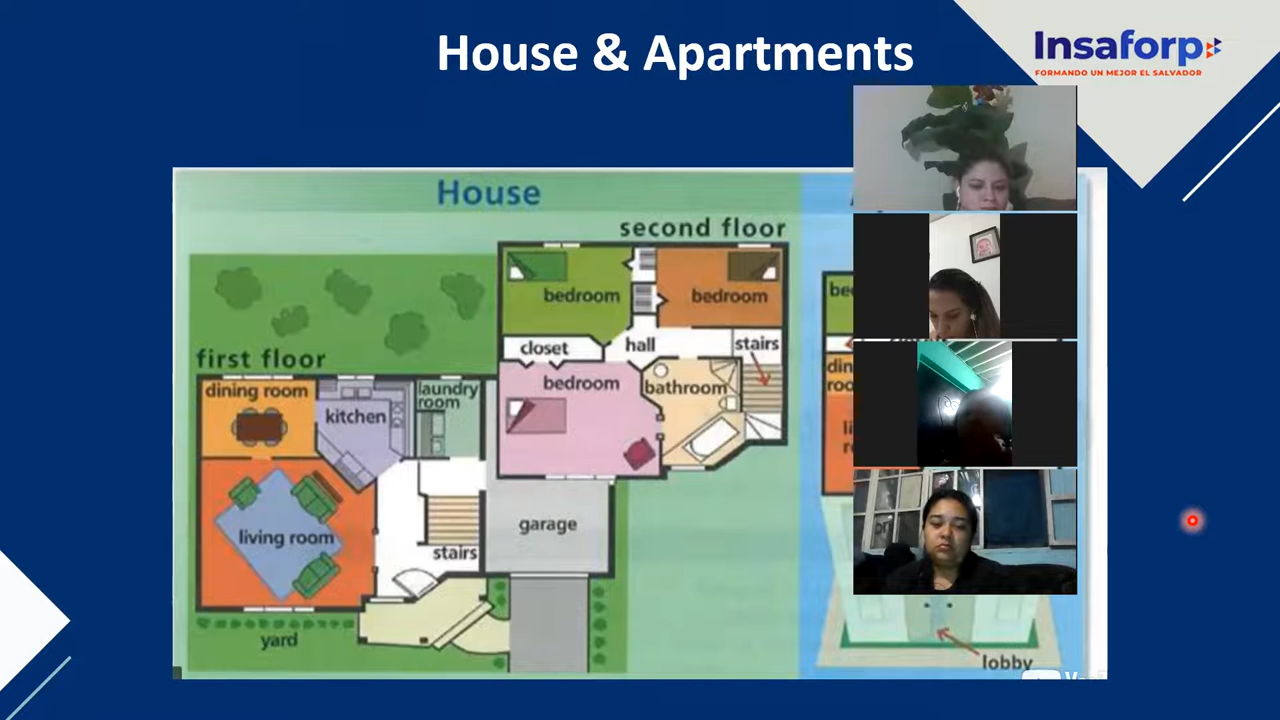 House & Apartments
Insaforp
FORMANDO UN MEJOR EL SALVADOR
House
second floor
bedroom
bedroom
closet
hall
stairs
bedroom
bathroom
first floor
dining room
kitchen
laundry
room
living room
stairs
garage
yard
lobby